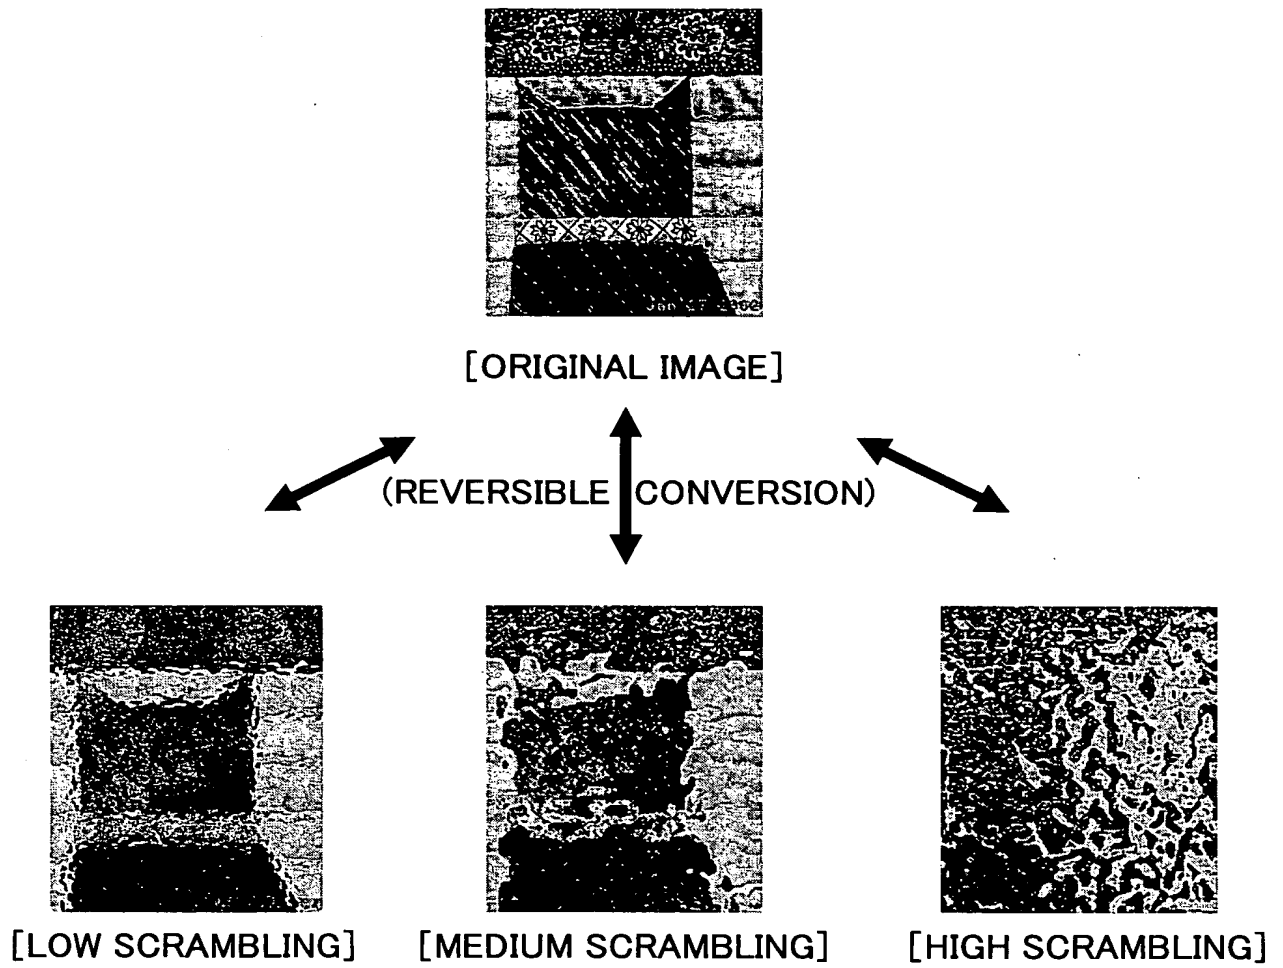 [ORIGINAL IMAGE]
(REVERSIBLE CONVERSION)
[LOW SCRAMBLING]
[MEDIUM SCRAMBLING]
[HIGH SCRAMBLING]